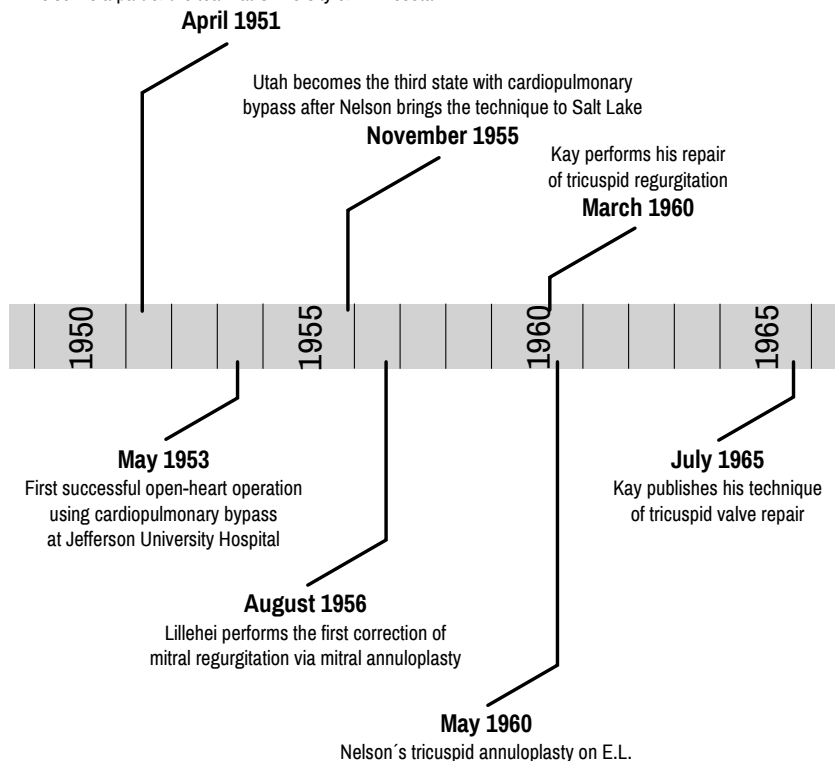 April 1951
Utah becomes the third state with cardiopulmonary
bypass after Nelson brings the technique to Salt Lake
November 1955
Kay performs his repair
of tricuspid regurgitation
March 1960
1950
1955
1960
1965
May 1953
First successful open-heart operation
using cardiopulmonary bypass
at Jefferson University Hospital
July 1965
Kay publishes his technique
of tricuspid valve repair
August 1956
Lillehei performs the first correction of
mitral regurgitation via mitral annuloplasty
May 1960
Nelson´s tricuspid annuloplasty on E.L.